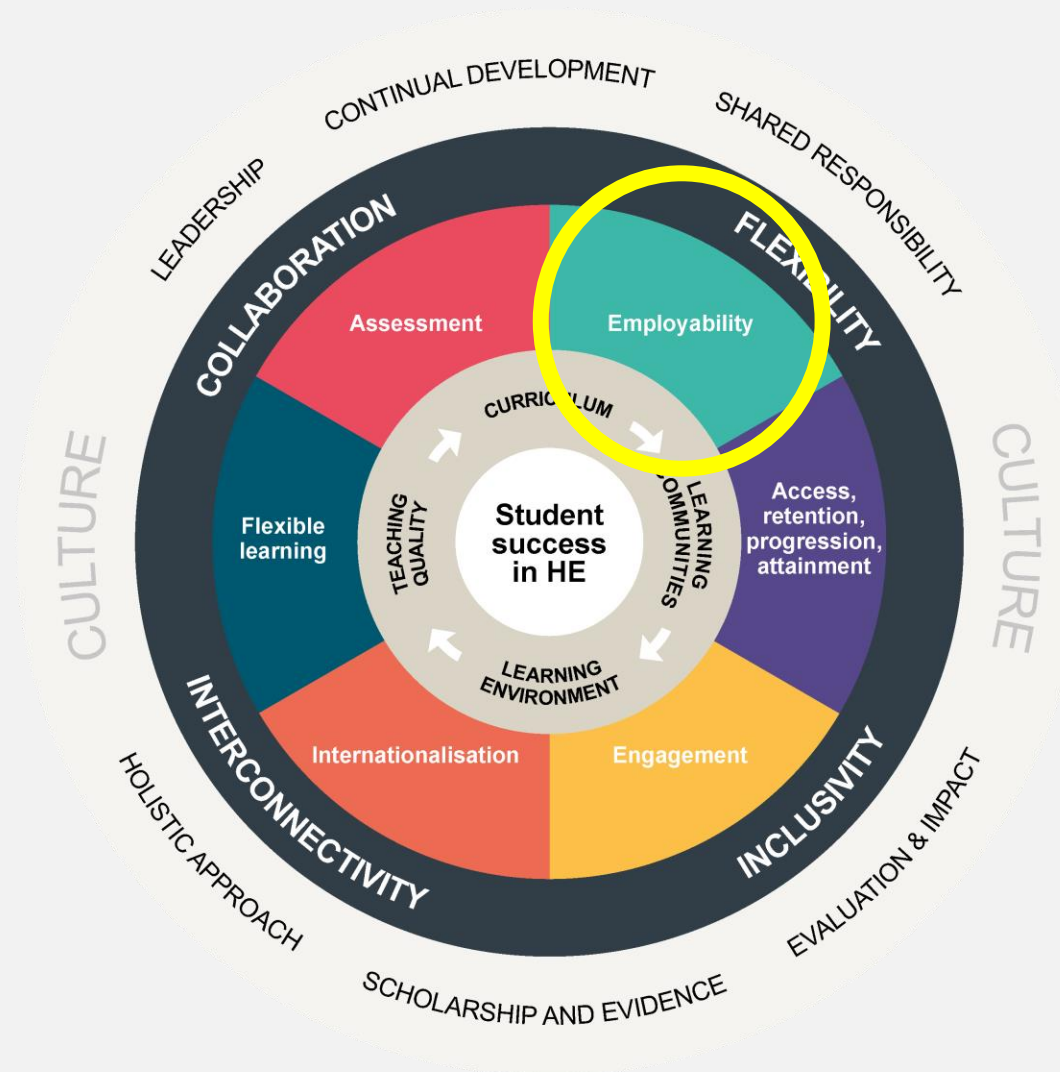 CONTINUAL DEVELOPMENT
SHARED RESPONSIBILITY
LEADERSHIP
COLLABORATION
FLEXIBILITY
Assessment
Employability
CURRICULUM
CULTURE
CULTURE
Flexible
learning
TEACHING
QUALITY
Student
success
in HE
LEARNING
COMMUNITIES
Access,
retention,
progression,
attainment
LEARNING
ENVIRONMENT
Internationalisation
Engagement
INTERCONNECTIVITY
INCLUSIVITY
HOLISTIC APPROACH
EVALUATION & IMPACT
SCHOLARSHIP AND EVIDENCE